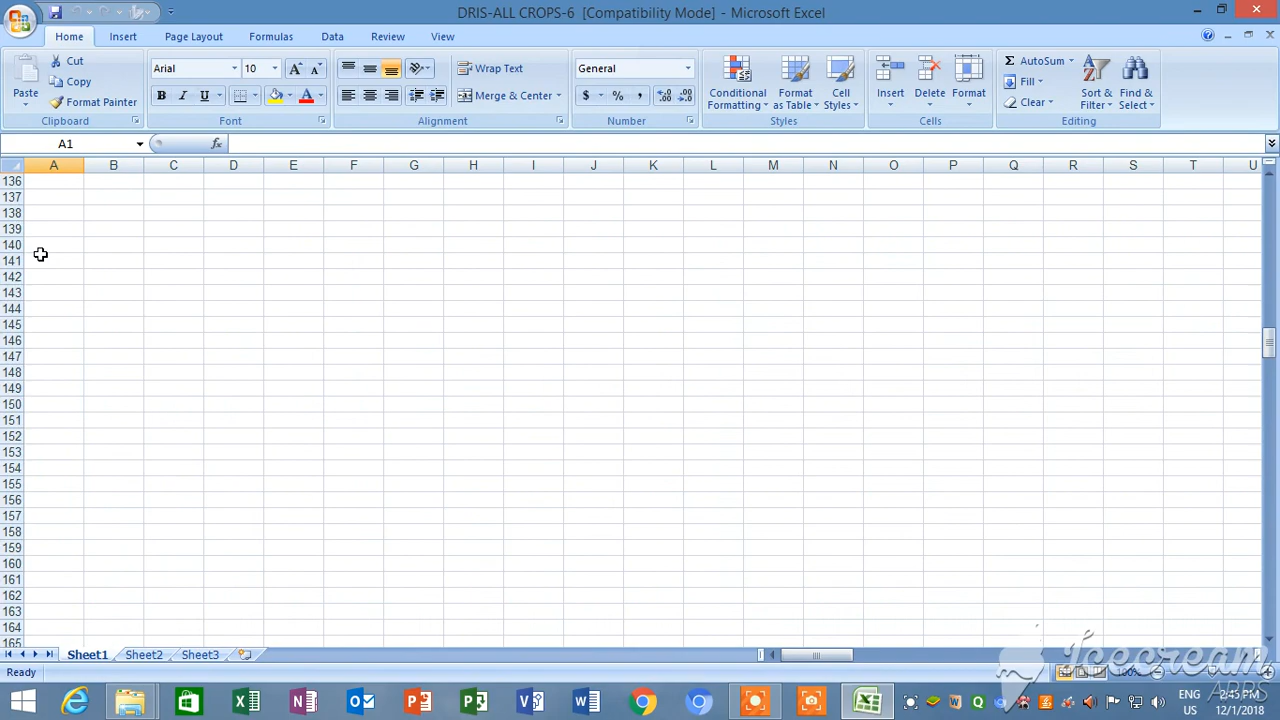 DRIS-ALL CROPS-6 [Compatibility Mode] - Microsoft Excel
Home Insert Page Layout Formulas Data Review View
Paste Cut Copy Format Painter
Arial 10
B I U A
Wrap Text
Merge & Center
General
$ % ,
Conditional Formatting
Format as Table
Cell Styles
Insert Delete Format
Σ AutoSum
Fill
Clear
Sort & Filter
Find & Select
Clipboard Font Alignment Number Styles Cells Editing
A1 fx
A B C D E F G H I J K L M N O P Q R S T U
136
137
138
139
140
141
142
143
144
145
146
147
148
149
150
151
152
153
154
155
156
157
158
159
160
161
162
163
164
165
Sheet1 Sheet2 Sheet3
Ready
Icecream
APPS
ENG
US
12/1/2018